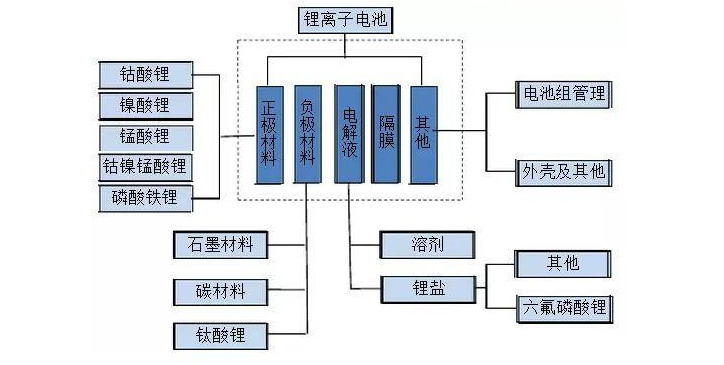 锂离子电池
钴酸锂
镍酸锂
锰酸锂
钴镍锰酸锂
磷酸铁锂
正极材料
负极材料
电解液
隔膜
其他
电池组管理
外壳及其他
石墨材料
碳材料
钛酸锂
溶剂
锂盐
其他
六氟磷酸锂